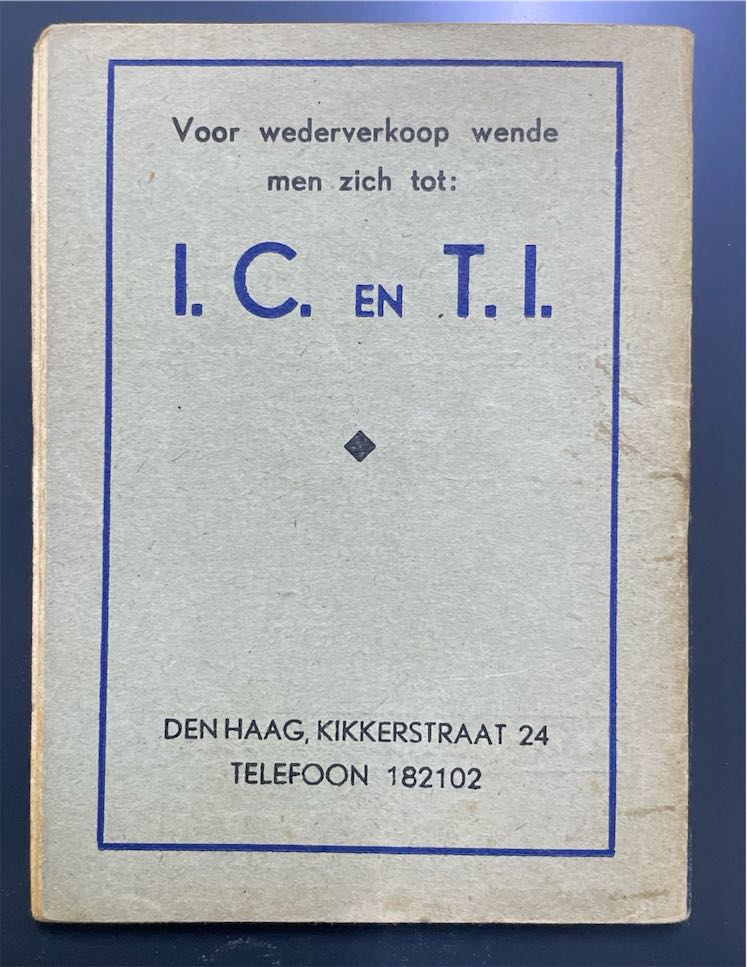 Voor wederverkoop wende
men zich tot:
I. C. EN T. I.
DEN HAAG, KIKKERSTRAAT 24
TELEFOON 182102